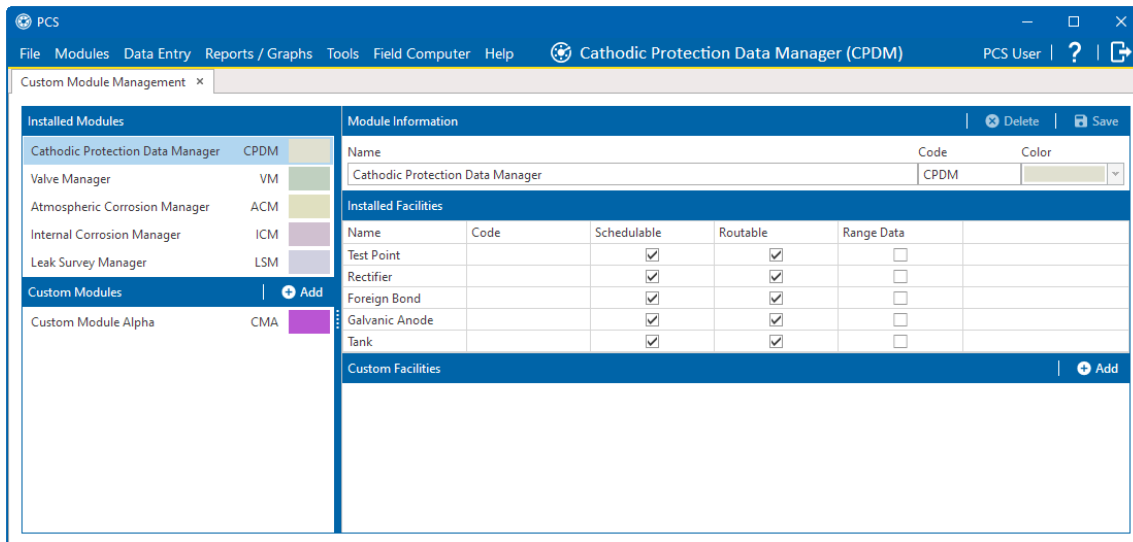 PCS
File Modules Data Entry Reports / Graphs Tools Field Computer Help Cathodic Protection Data Manager (CPDM) PCS User | ? |
Custom Module Management ×
Installed Modules
Cathodic Protection Data Manager CPDM
Valve Manager VM
Atmospheric Corrosion Manager ACM
Internal Corrosion Manager ICM
Leak Survey Manager LSM
Custom Modules | Add
Custom Module Alpha CMA
Module Information | Delete | Save
Name Code Color
Cathodic Protection Data Manager CPDM
Installed Facilities
Name Code Schedulable Routable Range Data
Test Point
Rectifier
Foreign Bond
Galvanic Anode
Tank
Custom Facilities | Add